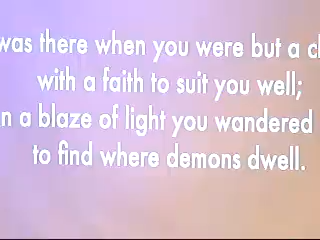 was there when you were but a
with a faith to suit you well;
a blaze of light you wandered
to find where demons dwell.